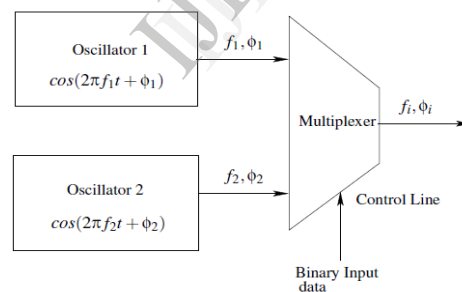 Oscillator 1
cos(2πf₁t + ϕ₁)
f₁,ϕ₁
Multiplexer
fᵢ,ϕᵢ
Oscillator 2
cos(2πf₂t + ϕ₂)
f₂,ϕ₂
Control Line
Binary Input
data